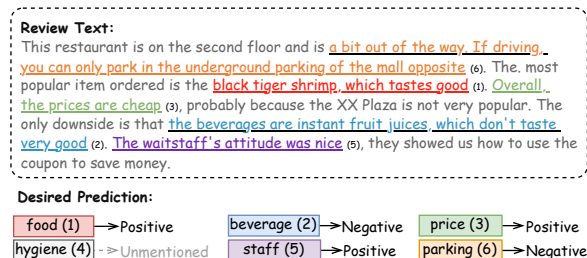 Review Text:
This restaurant is on the second floor and is a bit out of the way. If driving,
you can only park in the underground parking of the mall opposite (6). The. most
popular item ordered is the black tiger shrimp, which tastes good (1). Overall,
the prices are cheap (3), probably because the XX Plaza is not very popular. The
only downside is that the beverages are instant fruit juices, which don't taste
very good (2). The waitstaff's attitude was nice (5), they showed us how to use the
coupon to save money.
Desired Prediction:
food (1) Positive beverage (2) Negative price (3) Positive
hygiene (4) Unmentioned staff (5) Positive parking (6) Negative